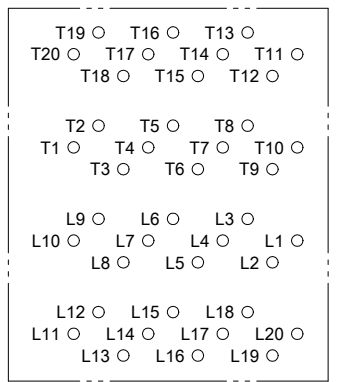 T19 T16 T13
T20 T17 T14 T11
T18 T15 T12
T2 T5 T8
T1 T4 T7 T10
T3 T6 T9
L9 L6 L3
L10 L7 L4 L1
L8 L5 L2
L12 L15 L18
L11 L14 L17 L20
L13 L16 L19